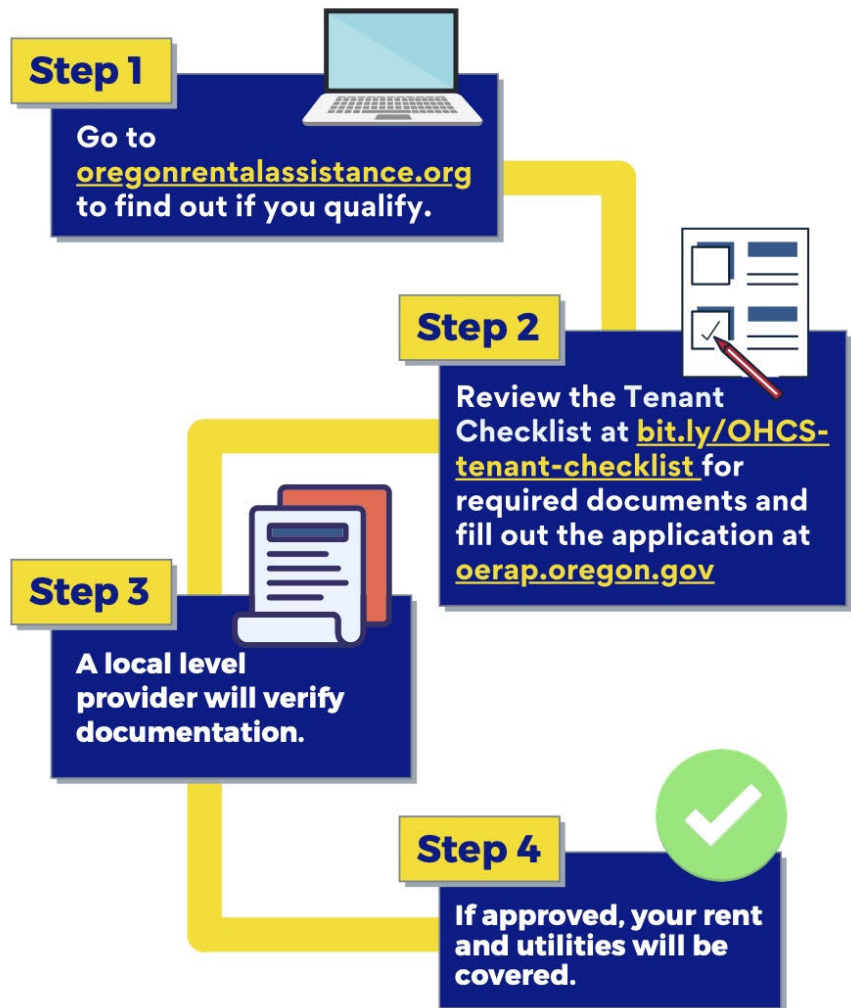 Step 1
Go to
oregonrentalassistance.org
to find out if you qualify.
Step 2
Review the Tenant
Checklist at bit.ly/OHCS-
tenant-checklist for
required documents and
fill out the application at
oerap.oregon.gov
Step 3
A local level
provider will verify
documentation.
Step 4
If approved, your rent
and utilities will be
covered.